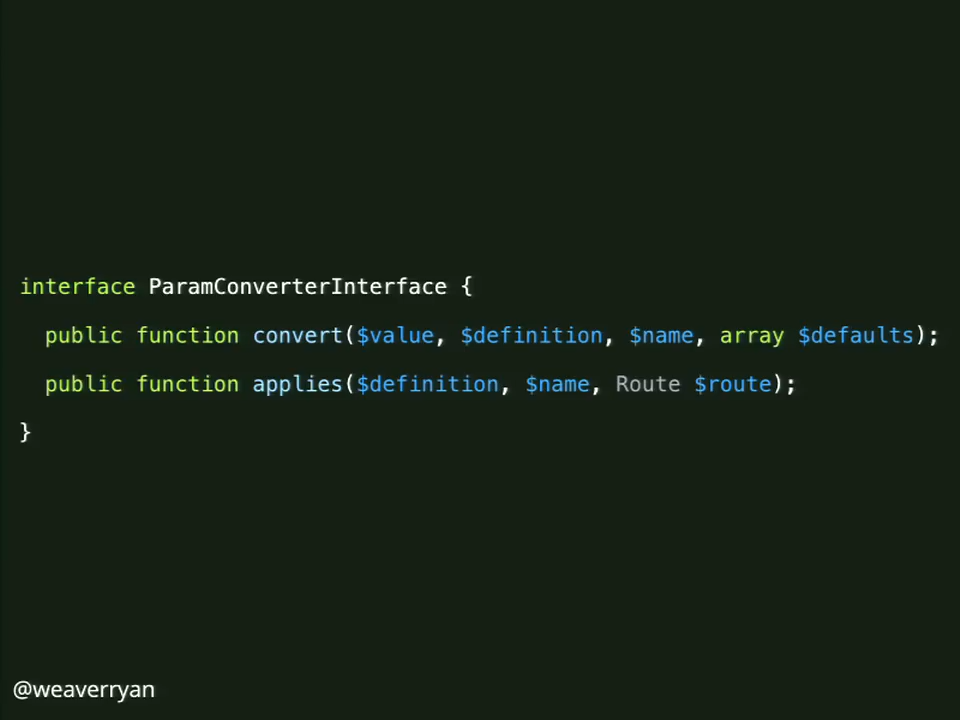 interface ParamConverterInterface {
public function convert($value, $definition, $name, array $defaults);
public function applies($definition, $name, Route $route);
}
@weaverryan